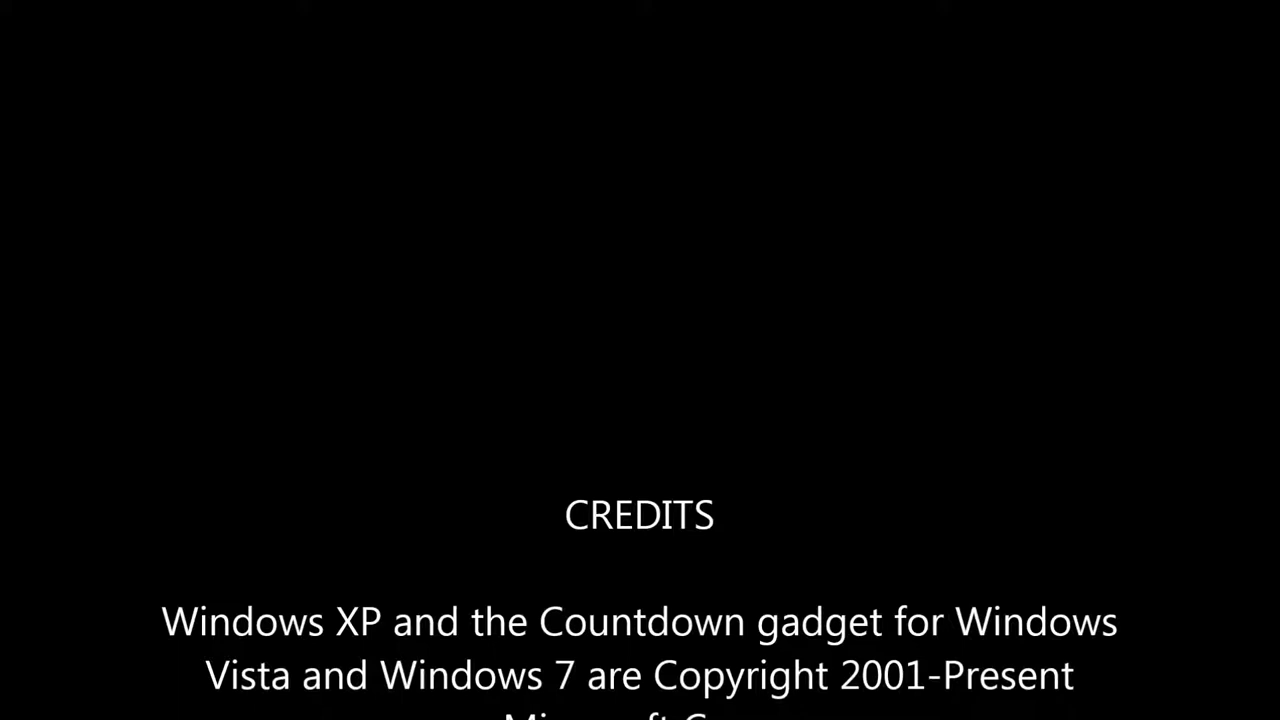 CREDITS
Windows XP and the Countdown gadget for Windows
Vista and Windows 7 are Copyright 2001-Present